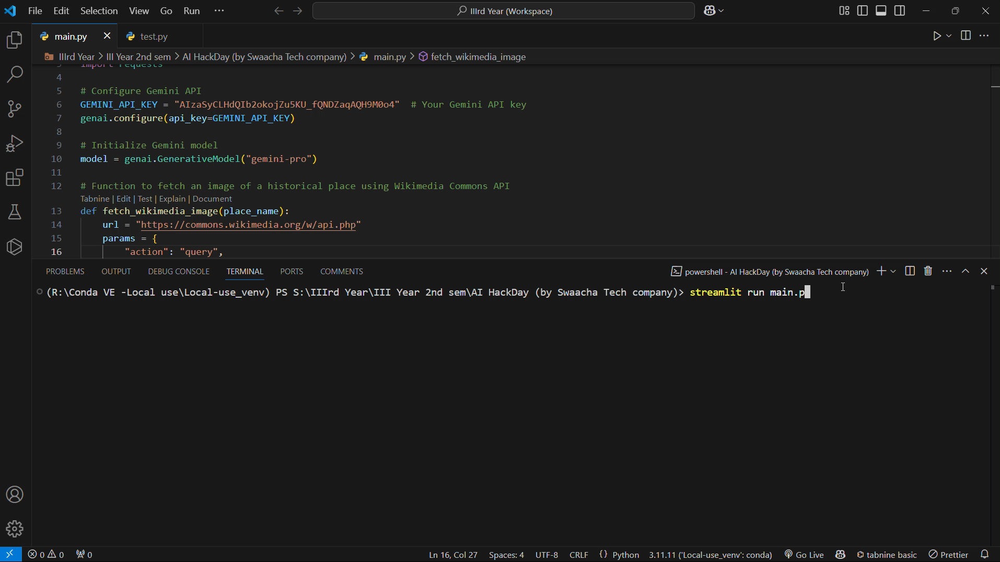 File Edit Selection View Go Run ···
IIIrd Year (Workspace)
main.py
test.py
IIIrd Year > III Year 2nd sem > AI HackDay (by Swaacha Tech company) > main.py > fetch_wikimedia_image
3 import requests
4
5 # Configure Gemini API
6 GEMINI_API_KEY = "AIzaSyCLHdQIb2okojZu5KU_fQNDZaqAQH9M0o4" # Your Gemini API key
7 genai.configure(api_key=GEMINI_API_KEY)
8
9 # Initialize Gemini model
10 model = genai.GenerativeModel("gemini-pro")
11
12 # Function to fetch an image of a historical place using Wikimedia Commons API
Tabnine | Edit | Test | Explain | Document
13 def fetch_wikimedia_image(place_name):
14 url = "https://commons.wikimedia.org/w/api.php"
15 params = {
16 "action": "query",
PROBLEMS OUTPUT DEBUG CONSOLE TERMINAL PORTS COMMENTS
powershell - AI HackDay (by Swaacha Tech company)
(R:\Conda VE -Local use\Local-use_venv) PS S:\IIIrd Year\III Year 2nd sem\AI HackDay (by Swaacha Tech company)> streamlit run main.p
0 0 0
Ln 16, Col 27 Spaces: 4 UTF-8 CRLF {} Python 3.11.11 ('Local-use_venv': conda) Go Live tabnine basic Prettier